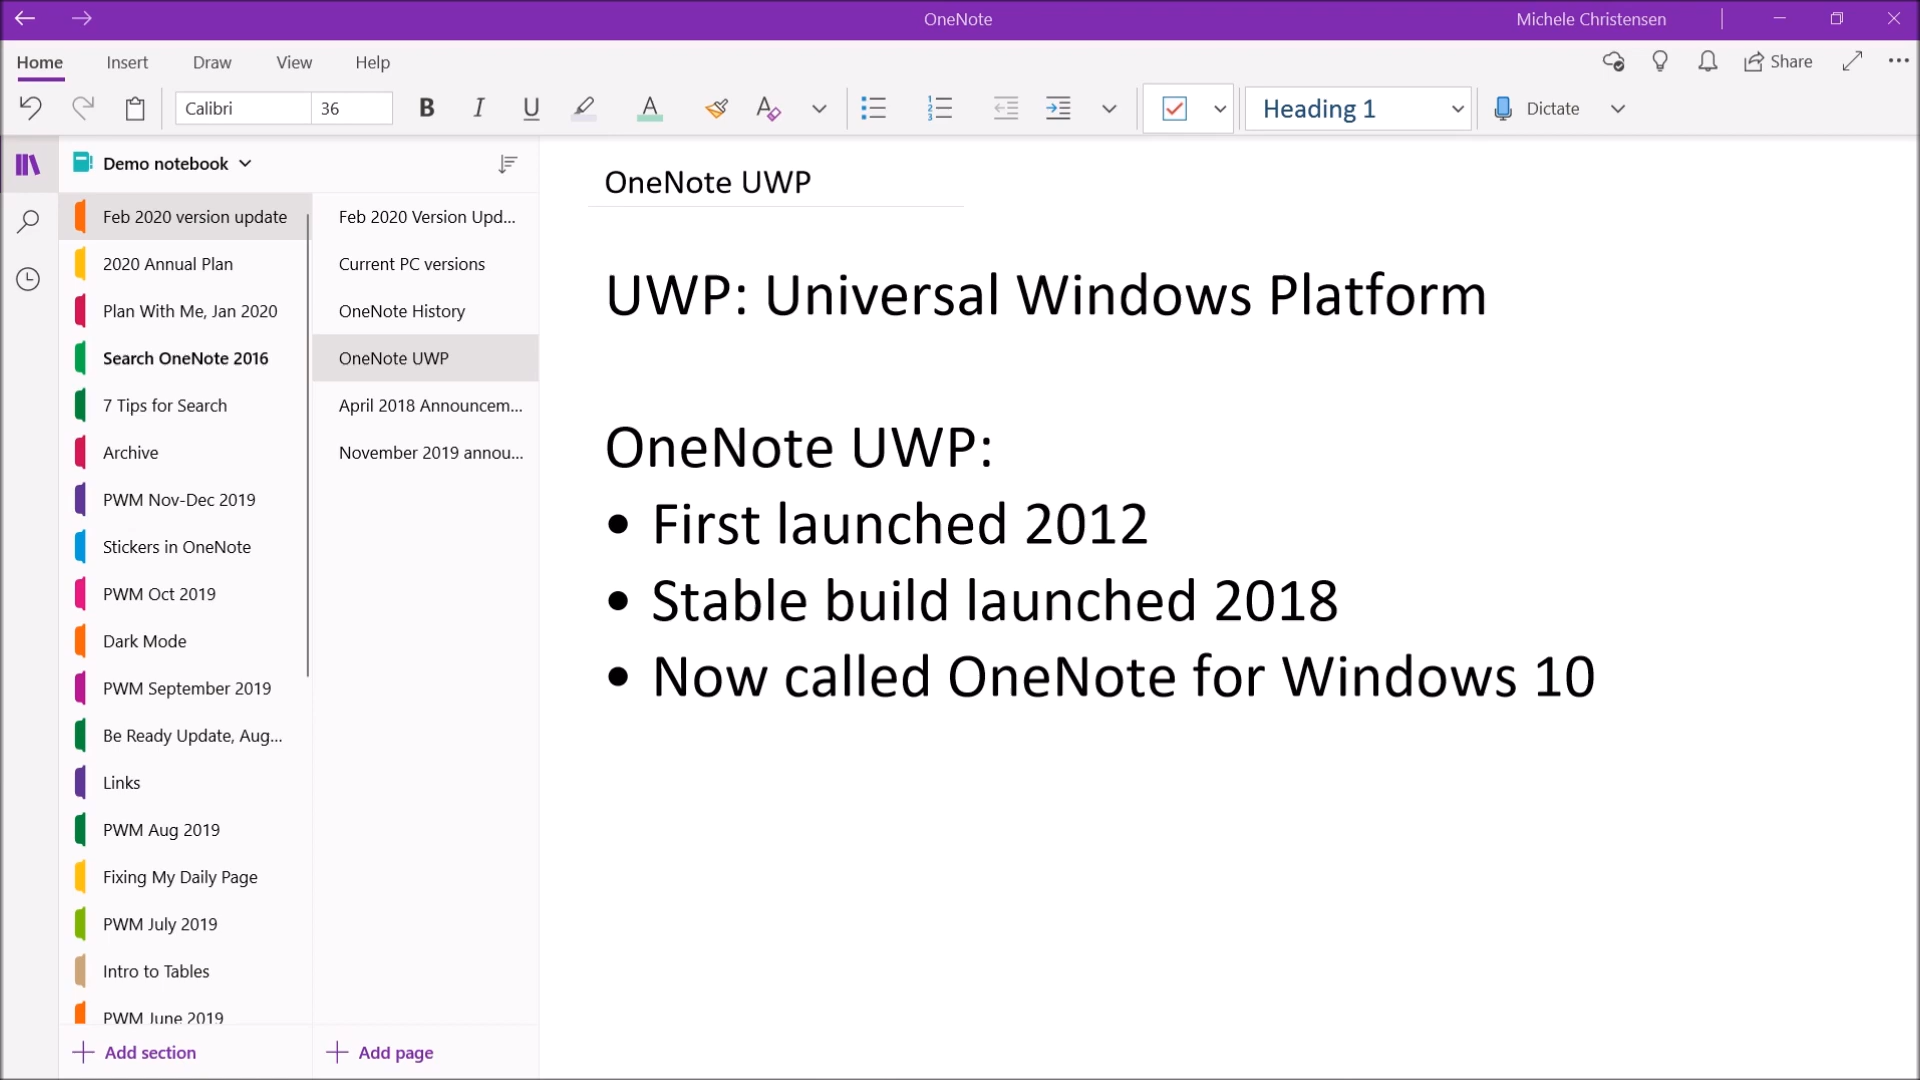 OneNote
Michele Christensen
Home Insert Draw View Help
Share
Calibri 36 B I U A A Heading 1 Dictate
Demo notebook
Feb 2020 version update
2020 Annual Plan
Plan With Me, Jan 2020
Search OneNote 2016
7 Tips for Search
Archive
PWM Nov-Dec 2019
Stickers in OneNote
PWM Oct 2019
Dark Mode
PWM September 2019
Be Ready Update, Aug...
Links
PWM Aug 2019
Fixing My Daily Page
PWM July 2019
Intro to Tables
PWM June 2019
Add section
Feb 2020 Version Upd...
Current PC versions
OneNote History
OneNote UWP
April 2018 Announcem...
November 2019 annou...
Add page
OneNote UWP
UWP: Universal Windows Platform
OneNote UWP:
• First launched 2012
• Stable build launched 2018
• Now called OneNote for Windows 10